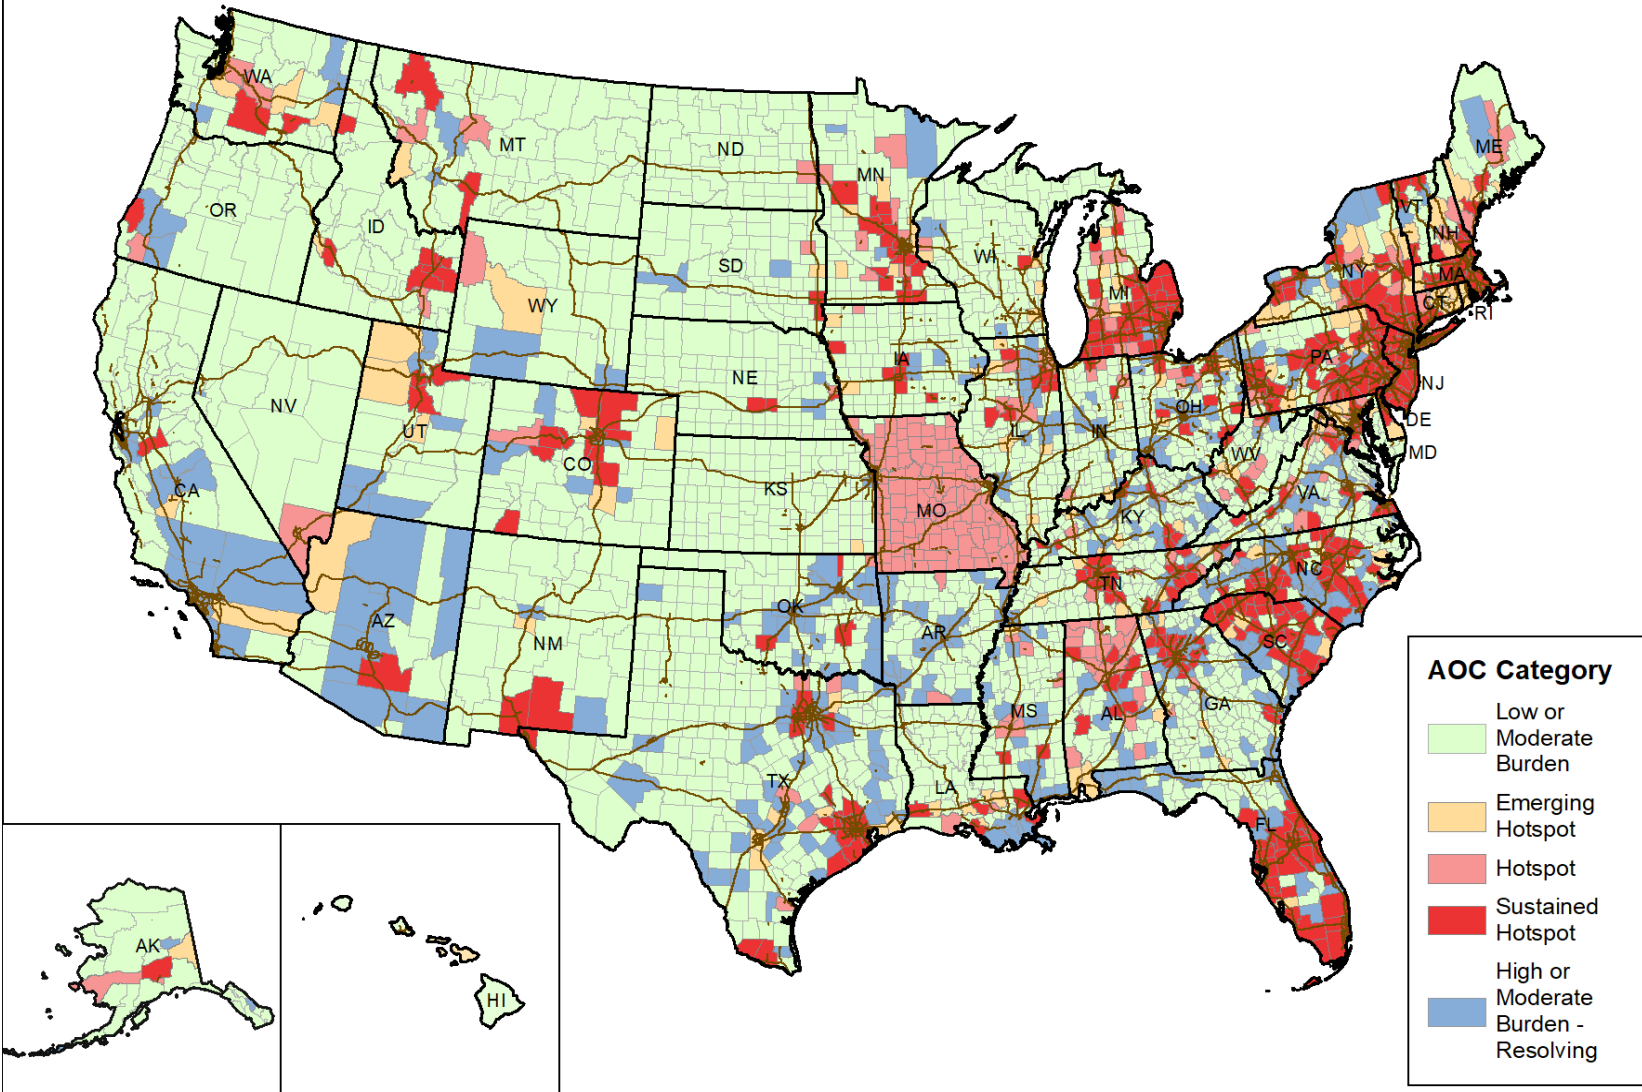 WA
MT
ND
MN
ME
OR
ID
SD
WI
VT
NH
NY
MA
CT
RI
MI
WY
IA
PA
NJ
NE
NV
UT
OH
DE
IL
IN
MD
WV
CO
KS
CA
MO
VA
KY
NC
TN
OK
AZ
NM
AR
SC
MS
AL
GA
TX
LA
FL
AK
HI
AOC Category
Low or
Moderate
Burden
Emerging
Hotspot
Hotspot
Sustained
Hotspot
High or
Moderate
Burden -
Resolving